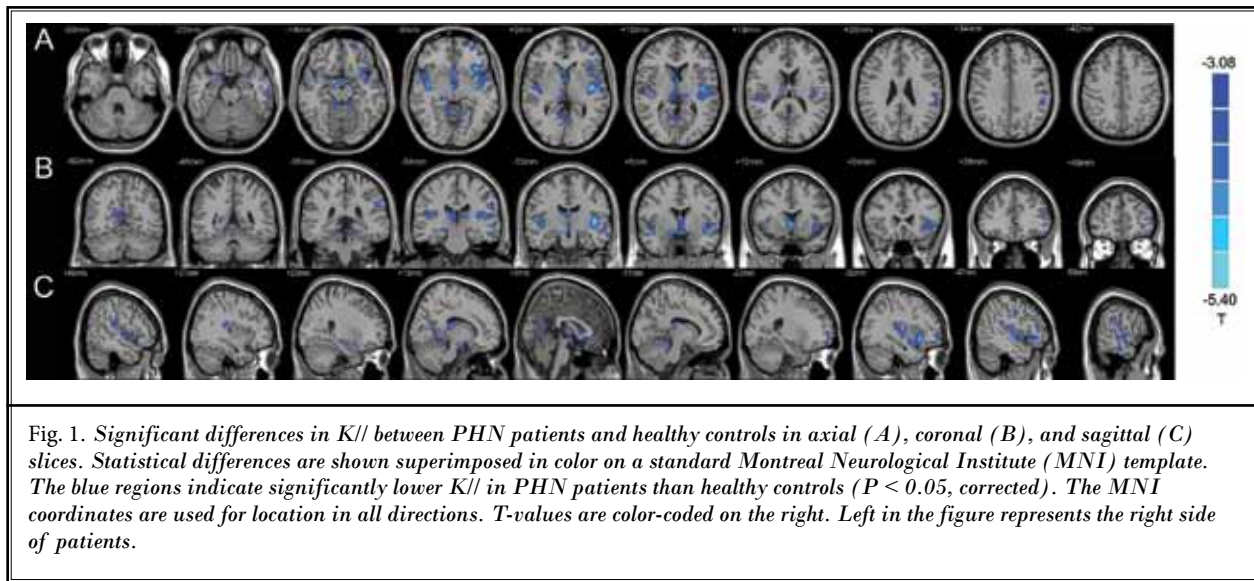 A
B
C
-3.08
-5.40
T
Fig. 1. Significant differences in K// between PHN patients and healthy controls in axial (A), coronal (B), and sagittal (C)
slices. Statistical differences are shown superimposed in color on a standard Montreal Neurological Institute (MNI) template.
The blue regions indicate significantly lower K// in PHN patients than healthy controls (P < 0.05, corrected). The MNI
coordinates are used for location in all directions. T-values are color-coded on the right. Left in the figure represents the right side
of patients.